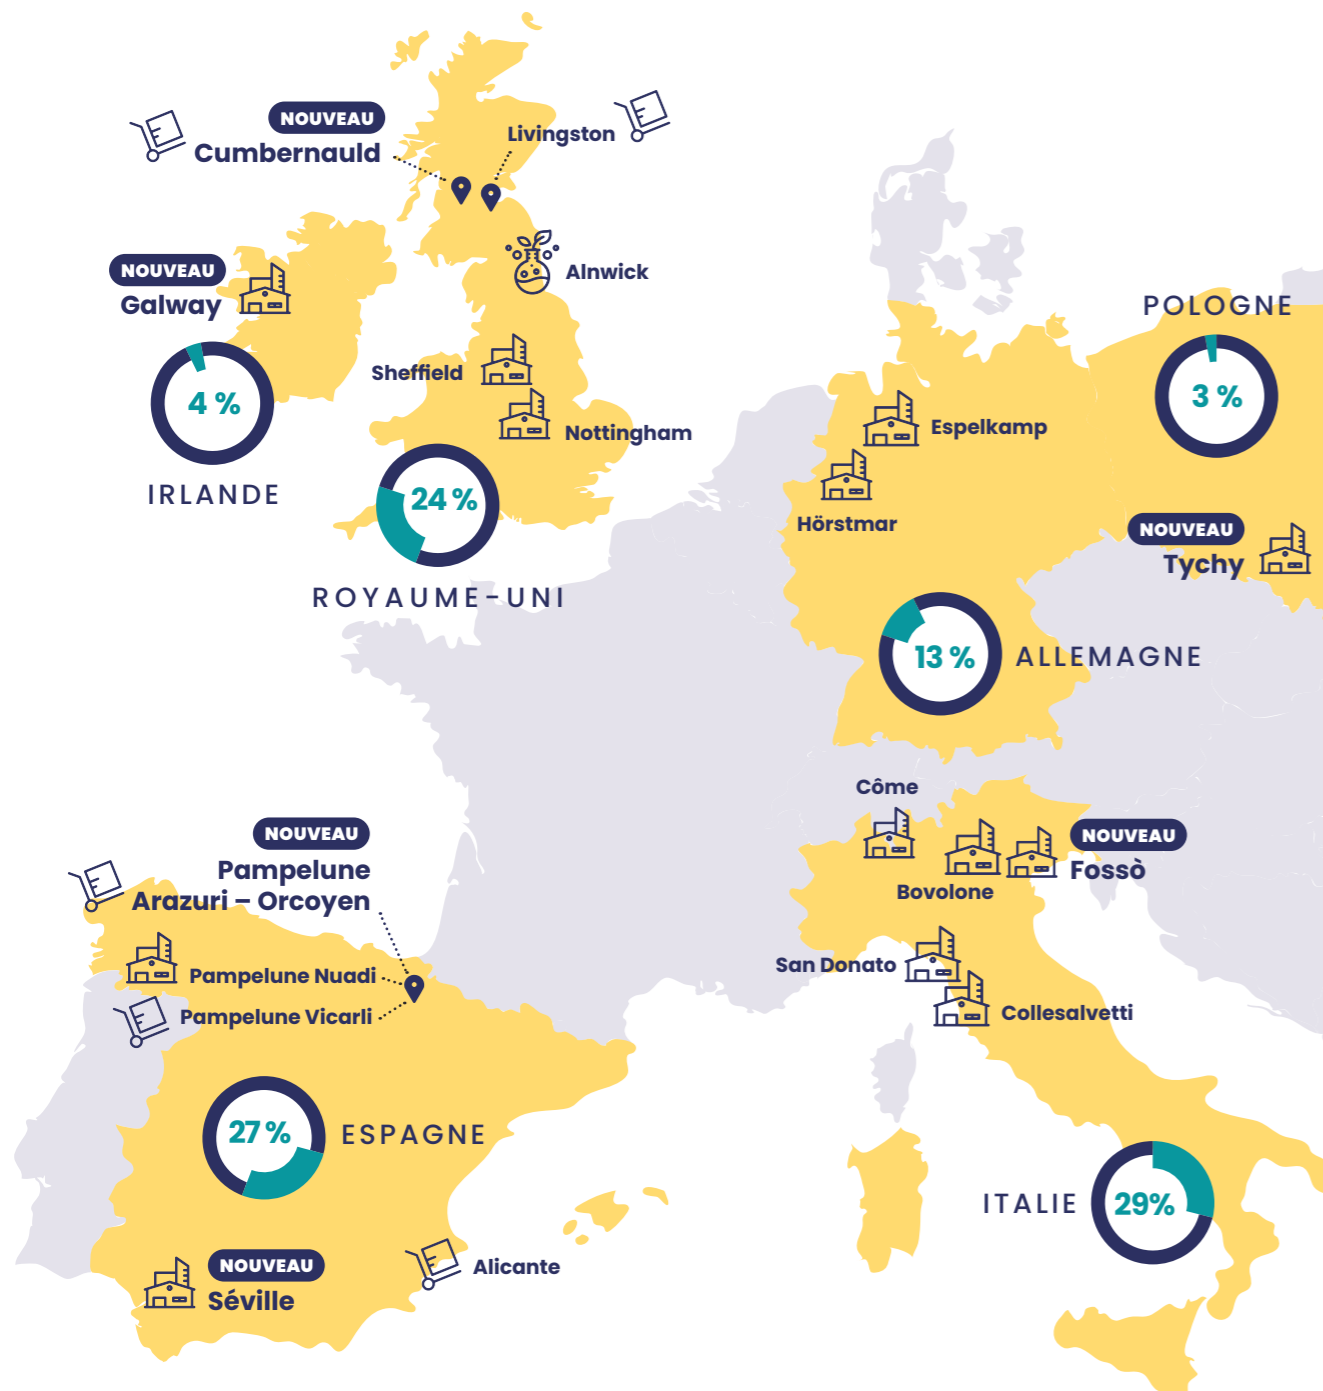 NOUVEAU
Cumbernauld
Livingston
Alnwick
NOUVEAU
Galway
4 %
IRLANDE
Sheffield
Nottingham
24 %
ROYAUME-UNI
POLOGNE
3 %
NOUVEAU
Tychy
Espelkamp
Hörstmar
13 %
ALLEMAGNE
Côme
Bovolone
NOUVEAU
Fossò
San Donato
Collesalvetti
ITALIE
29%
NOUVEAU
Pampelune
Arazuri – Orcoyen
Pampelune Nuadi
Pampelune Vicarli
27 %
ESPAGNE
NOUVEAU
Séville
Alicante